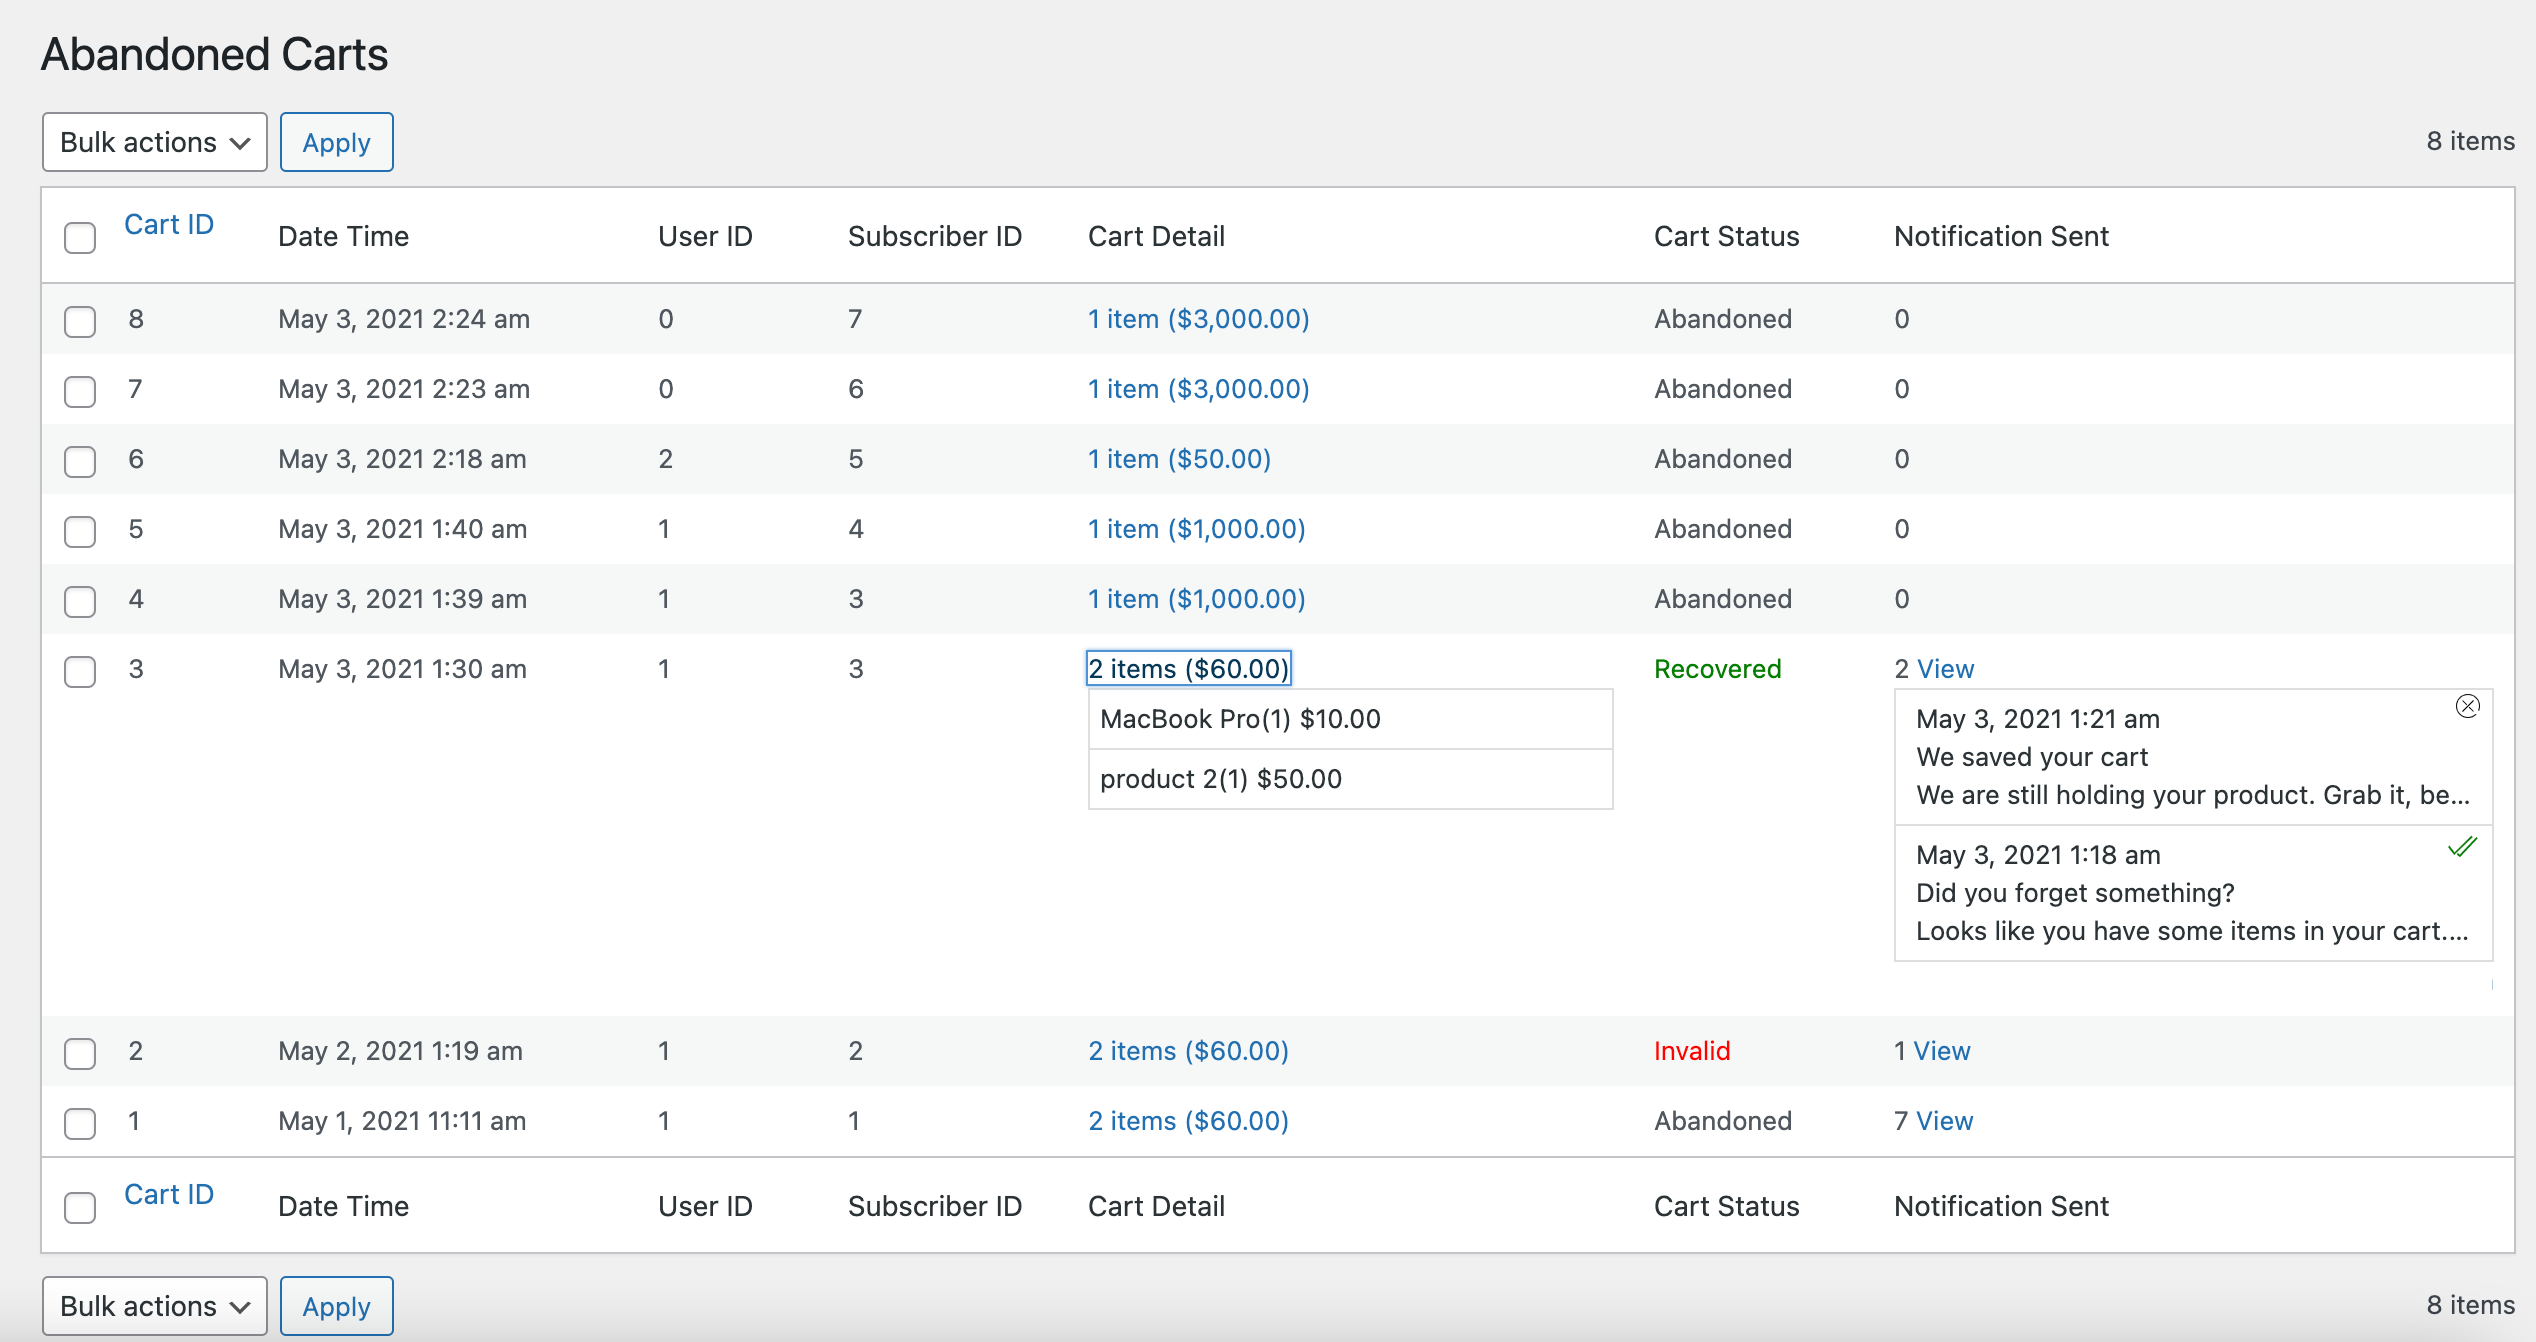 Abandoned Carts
Bulk actions Apply 8 items
Cart ID Date Time User ID Subscriber ID Cart Detail Cart Status Notification Sent
8 May 3, 2021 2:24 am 0 7 1 item ($3,000.00) Abandoned 0
7 May 3, 2021 2:23 am 0 6 1 item ($3,000.00) Abandoned 0
6 May 3, 2021 2:18 am 2 5 1 item ($50.00) Abandoned 0
5 May 3, 2021 1:40 am 1 4 1 item ($1,000.00) Abandoned 0
4 May 3, 2021 1:39 am 1 3 1 item ($1,000.00) Abandoned 0
3 May 3, 2021 1:30 am 1 3 2 items ($60.00) Recovered 2 View
MacBook Pro(1) $10.00
product 2(1) $50.00
May 3, 2021 1:21 am
We saved your cart
We are still holding your product. Grab it, be...
May 3, 2021 1:18 am
Did you forget something?
Looks like you have some items in your cart....
2 May 2, 2021 1:19 am 1 2 2 items ($60.00) Invalid 1 View
1 May 1, 2021 11:11 am 1 1 2 items ($60.00) Abandoned 7 View
Cart ID Date Time User ID Subscriber ID Cart Detail Cart Status Notification Sent
Bulk actions Apply 8 items